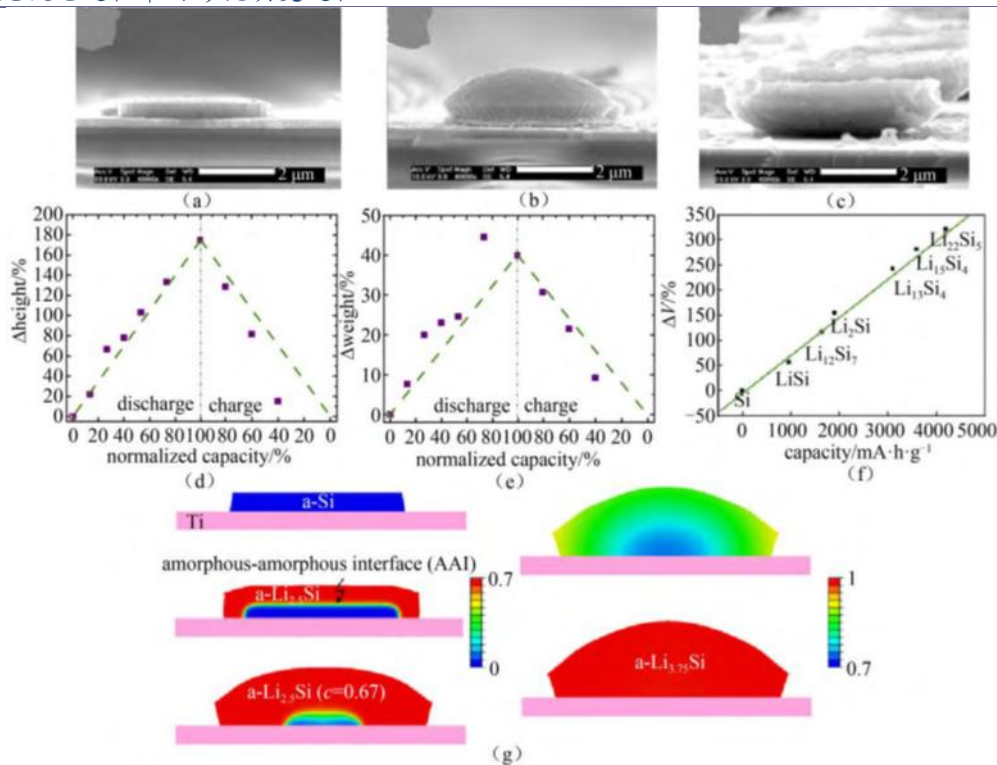 2 μm
2 μm
2 μm
(a)
(b)
(c)
200
180
160
140
120
100
80
60
40
20
0
Δheight/%
discharge
charge
0 20 40 60 80 100 80 60 40 20 0
normalized capacity/%
(d)
50
40
30
20
10
0
Δweight/%
discharge
charge
0 20 40 60 80 100 80 60 40 20 0
normalized capacity/%
(e)
350
300
250
200
150
100
50
0
−50
ΔV/%
Li₂₂Si₅
Li₁₅Si₄
Li₁₃Si₄
Li₂Si
Li₁₂Si₇
LiSi
Si
0 1000 2000 3000 4000 5000
capacity/mA·h·g⁻¹
(f)
a-Si
Ti
amorphous-amorphous interface (AAI)
a-Li₂.₅Si
0.7
0
a-Li₂.₅Si (c=0.67)
1
0.7
a-Li₃.₇₅Si
(g)